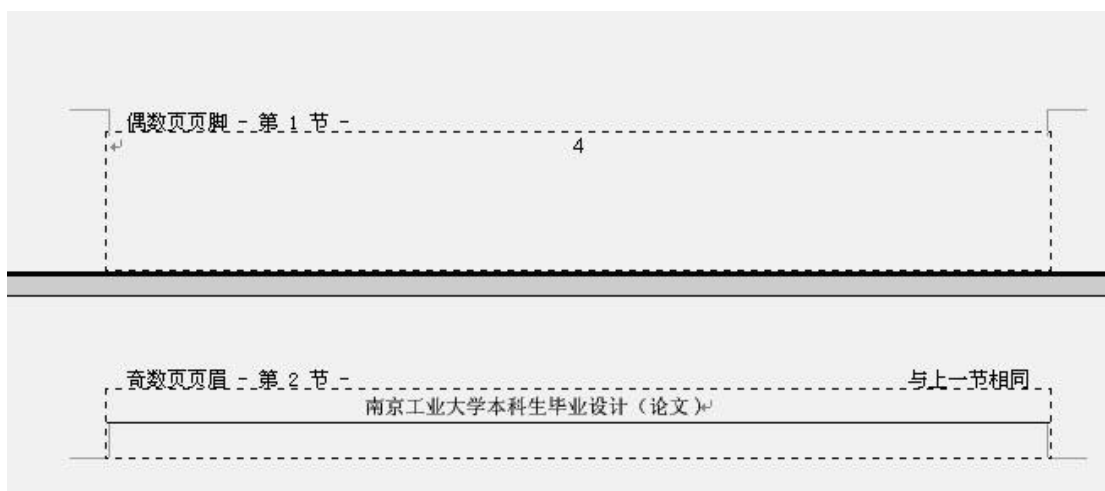 偶数页页脚 - 第 1 节 -
4
奇数页页眉 - 第 2 节 - 与上一节相同
南京工业大学本科生毕业设计（论文）